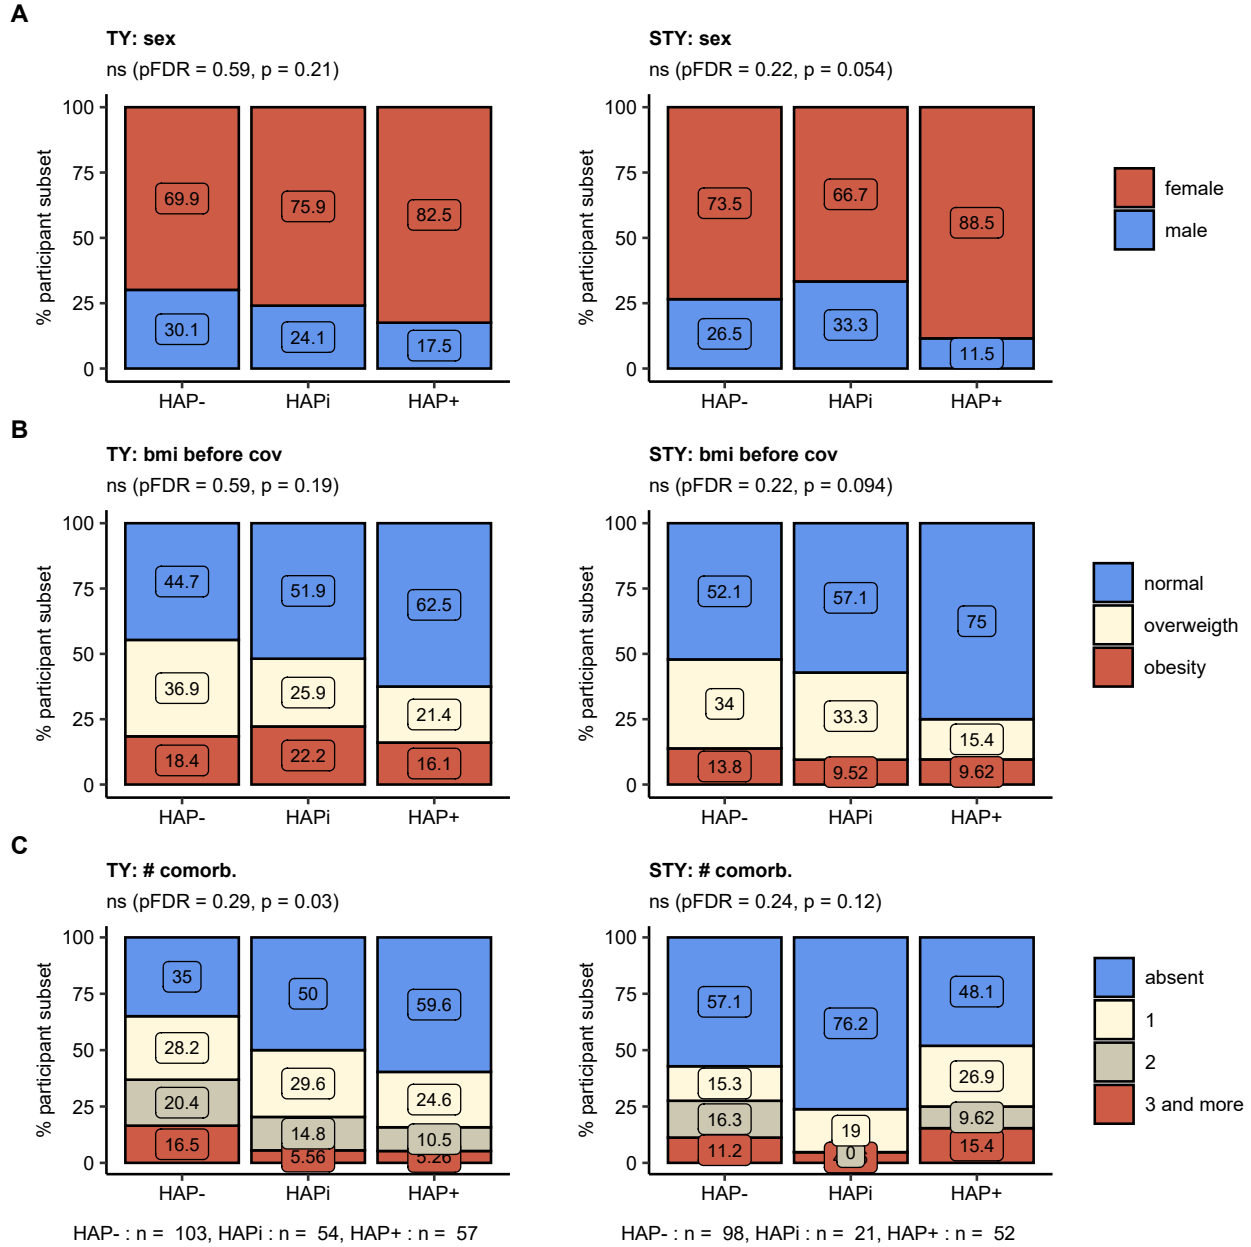 A
TY: sex
ns (pFDR = 0.59, p = 0.21)
% participant subset
100
75
50
25
0
69.9
75.9
82.5
30.1
24.1
17.5
HAP-
HAPi
HAP+
STY: sex
ns (pFDR = 0.22, p = 0.054)
% participant subset
100
75
50
25
0
73.5
66.7
88.5
26.5
33.3
11.5
HAP-
HAPi
HAP+
female
male
B
TY: bmi before cov
ns (pFDR = 0.59, p = 0.19)
% participant subset
100
75
50
25
0
44.7
51.9
62.5
36.9
25.9
21.4
18.4
22.2
16.1
HAP-
HAPi
HAP+
STY: bmi before cov
ns (pFDR = 0.22, p = 0.094)
% participant subset
100
75
50
25
0
52.1
57.1
75
34
33.3
15.4
13.8
9.52
9.62
HAP-
HAPi
HAP+
normal
overweigth
obesity
C
TY: # comorb.
ns (pFDR = 0.29, p = 0.03)
% participant subset
100
75
50
25
0
35
50
59.6
28.2
29.6
24.6
20.4
14.8
10.5
16.5
5.56
5.26
HAP-
HAPi
HAP+
HAP- : n = 103, HAPi : n = 54, HAP+ : n = 57
STY: # comorb.
ns (pFDR = 0.24, p = 0.12)
% participant subset
100
75
50
25
0
57.1
76.2
48.1
15.3
19
26.9
16.3
0
9.62
11.2
15.4
HAP-
HAPi
HAP+
HAP- : n = 98, HAPi : n = 21, HAP+ : n = 52
absent
1
2
3 and more